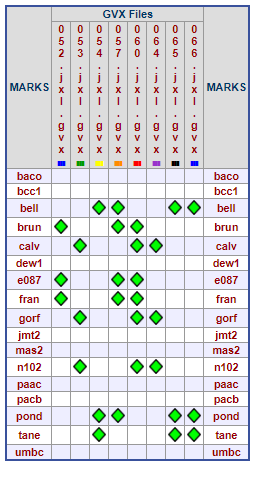 GVX Files
MARKS
052.jxl.gvx
053.jxl.gvx
054.jxl.gvx
057.jxl.gvx
060.jxl.gvx
063.jxl.gvx
065.jxl.gvx
066.jxl.gvx
MARKS
baco baco
bcc1 bcc1
bell bell
brun brun
calv calv
dew1 dew1
e087 e087
fran fran
gorf gorf
jmt2 jmt2
mas2 mas2
n102 n102
paac paac
pacb pacb
pond pond
tane tane
umbc umbc